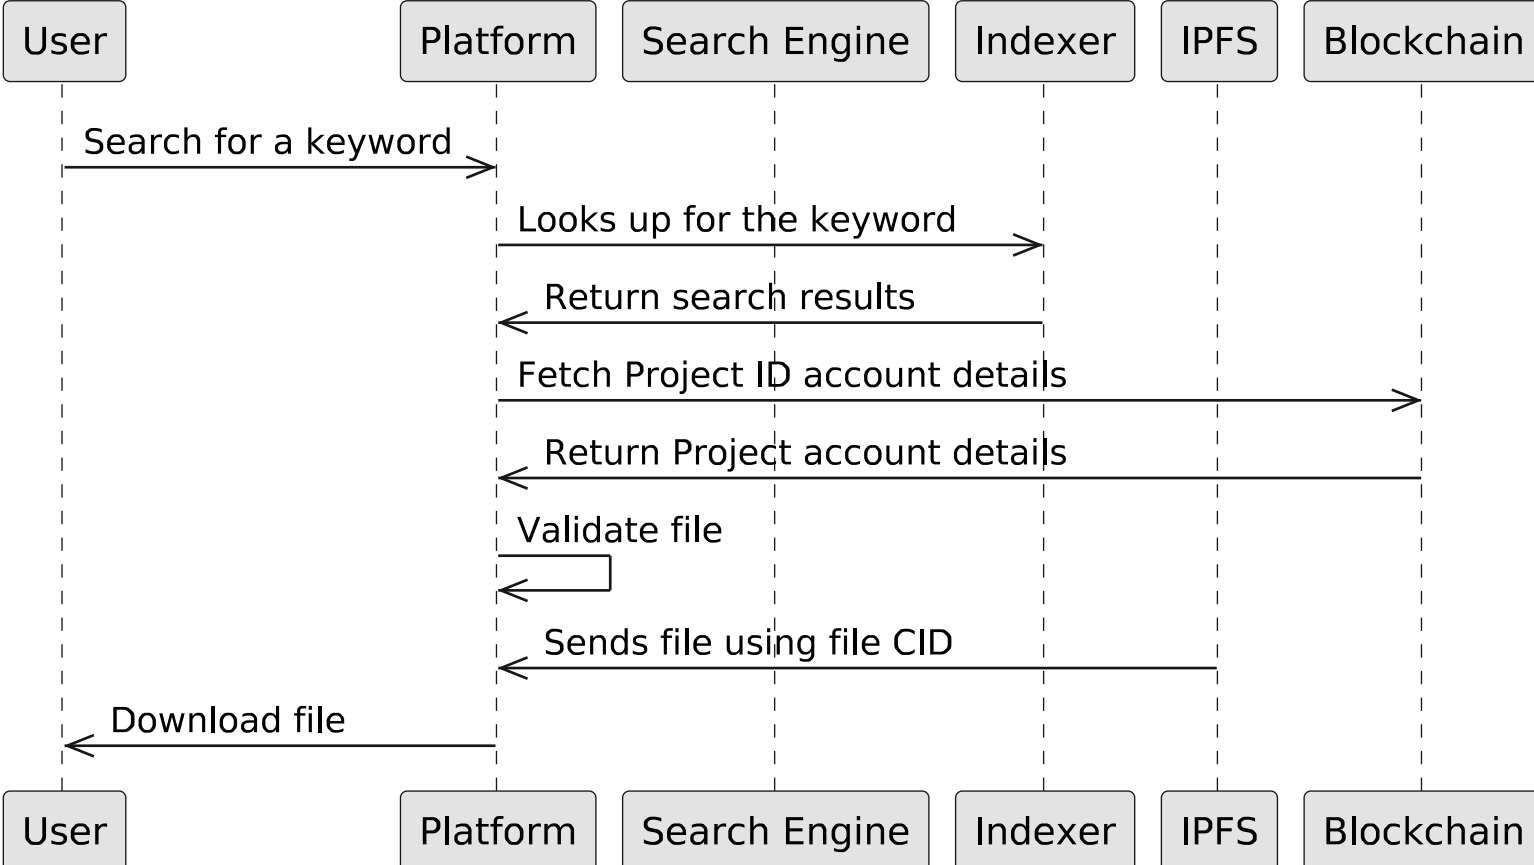 User Platform Search Engine Indexer IPFS Blockchain
Search for a keyword
Looks up for the keyword
Return search results
Fetch Project ID account details
Return Project account details
Validate file
Sends file using file CID
Download file
User Platform Search Engine Indexer IPFS Blockchain